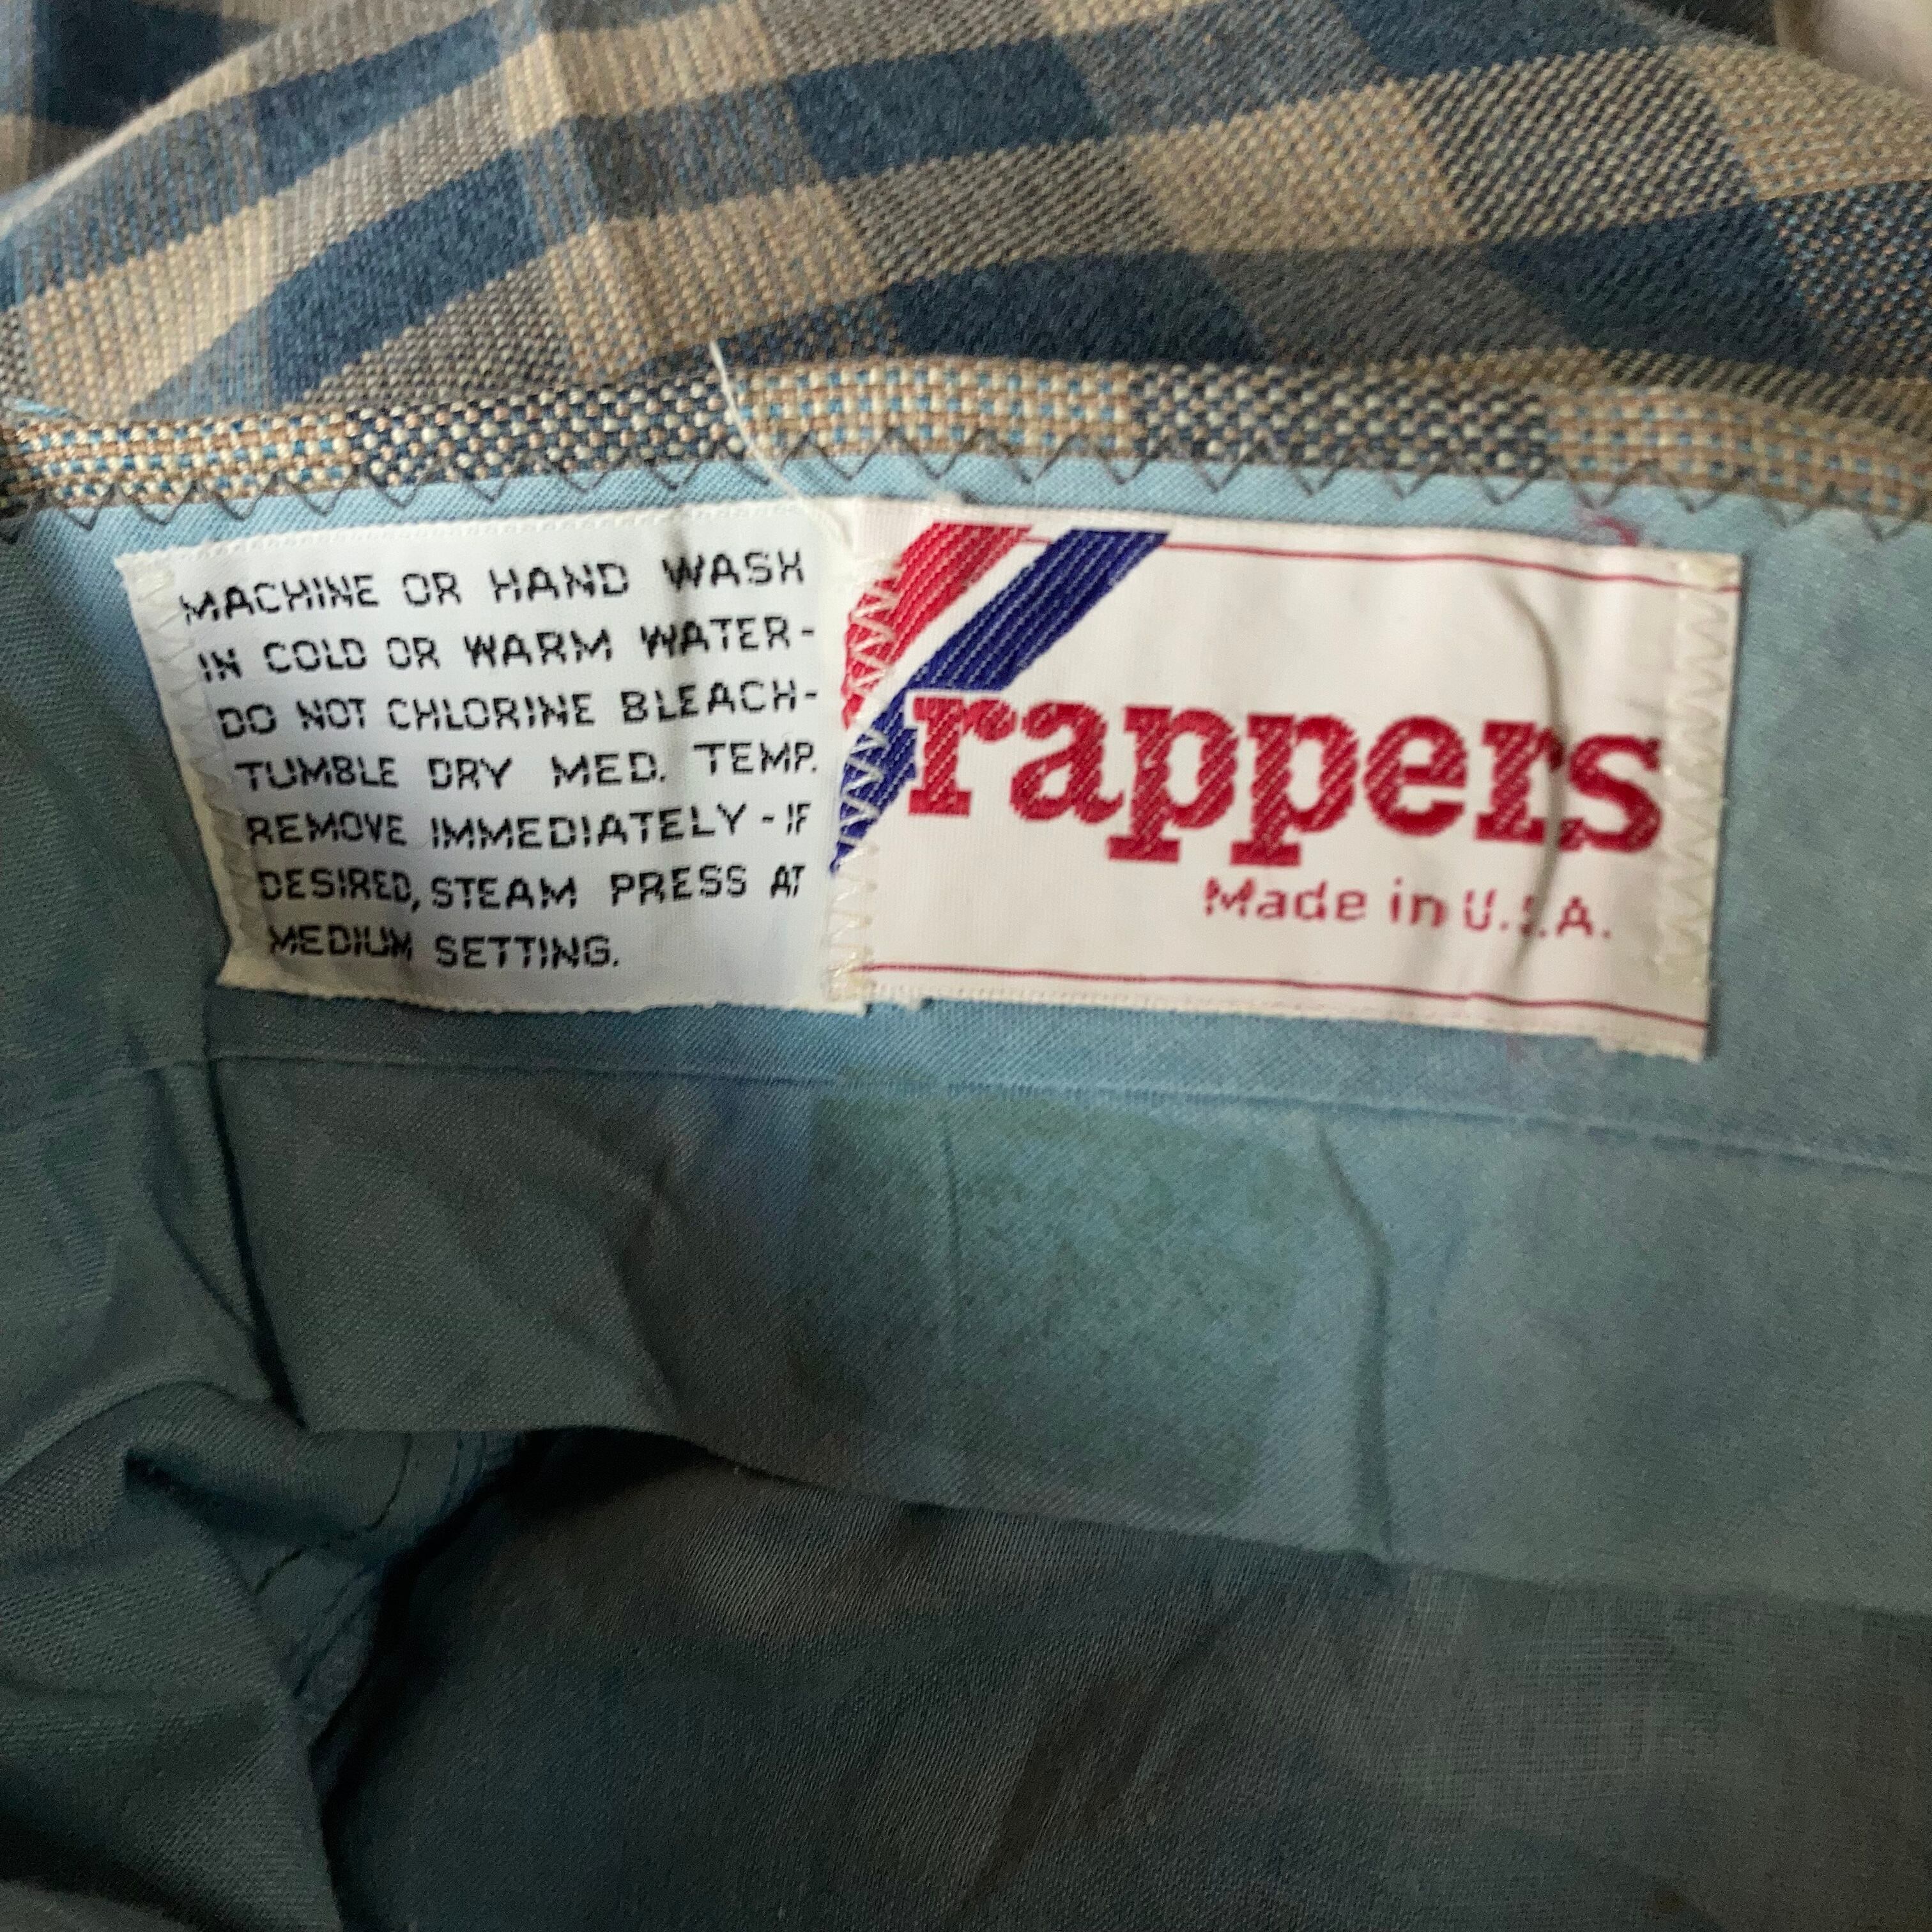 MACHINE OR HAND WASH
IN COLD OR WARM WATER-
DO NOT CHLORINE BLEACH-
TUMBLE DRY MED. TEMP.
REMOVE IMMEDIATELY - IF
DESIRED, STEAM PRESS AT
MEDIUM SETTING.
rappers
Made in U.S.A.